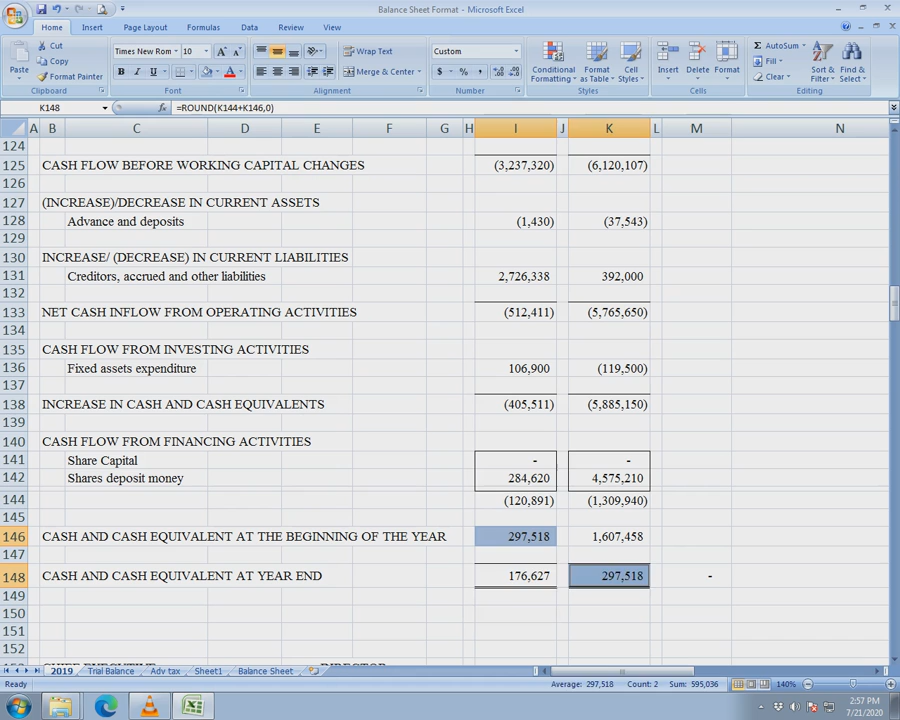 Balance Sheet Format - Microsoft Excel
Home Insert Page Layout Formulas Data Review View
Paste
Cut
Copy
Format Painter
Clipboard
Times New Rom 10
B I U
Font
Wrap Text
Merge & Center
Alignment
Custom
$ % ,
Number
Conditional Formatting
Format as Table
Cell Styles
Styles
Insert Delete Format
Cells
AutoSum
Fill
Clear
Sort & Filter
Find & Select
Editing
K148 fx =ROUND(K144+K146,0)
A B C D E F G H I J K L M N
124
125 CASH FLOW BEFORE WORKING CAPITAL CHANGES (3,237,320) (6,120,107)
126
127 (INCREASE)/DECREASE IN CURRENT ASSETS
128 Advance and deposits (1,430) (37,543)
129
130 INCREASE/ (DECREASE) IN CURRENT LIABILITIES
131 Creditors, accrued and other liabilities 2,726,338 392,000
132
133 NET CASH INFLOW FROM OPERATING ACTIVITIES (512,411) (5,765,650)
134
135 CASH FLOW FROM INVESTING ACTIVITIES
136 Fixed assets expenditure 106,900 (119,500)
137
138 INCREASE IN CASH AND CASH EQUIVALENTS (405,511) (5,885,150)
139
140 CASH FLOW FROM FINANCING ACTIVITIES
141 Share Capital - -
142 Shares deposit money 284,620 4,575,210
144 (120,891) (1,309,940)
145
146 CASH AND CASH EQUIVALENT AT THE BEGINNING OF THE YEAR 297,518 1,607,458
147
148 CASH AND CASH EQUIVALENT AT YEAR END 176,627 297,518 -
149
150
151
152
2019 Trial Balance Adv tax Sheet1 Balance Sheet
Ready Average: 297,518 Count: 2 Sum: 595,036 140%
2:57 PM
7/21/2020